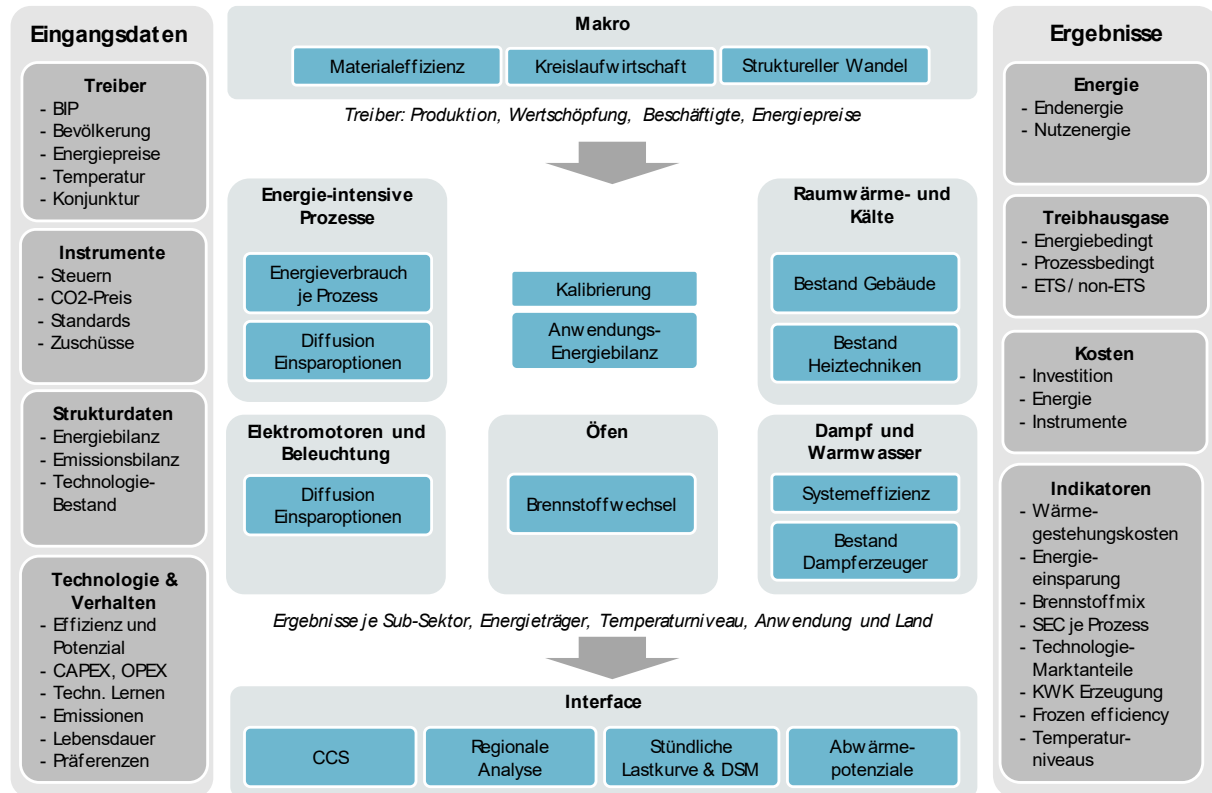 Eingangsdaten
Treiber
- BIP
- Bevölkerung
- Energiepreise
- Temperatur
- Konjunktur
Instrumente
- Steuern
- CO2-Preis
- Standards
- Zuschüsse
Strukturdaten
- Energiebilanz
- Emissionsbilanz
- Technologie-
Bestand
Technologie &
Verhalten
- Effizienz und
Potenzial
- CAPEX, OPEX
- Techn. Lernen
- Emissionen
- Lebensdauer
- Präferenzen
Makro
Materialeffizienz
Kreislaufwirtschaft
Struktureller Wandel
Treiber: Produktion, Wertschöpfung, Beschäftigte, Energiepreise
Energie-intensive
Prozesse
Energieverbrauch
je Prozess
Diffusion
Einsparoptionen
Kalibrierung
Anwendungs-
Energiebilanz
Raumwärme- und
Kälte
Bestand Gebäude
Bestand
Heiztechniken
Elektromotoren und
Beleuchtung
Diffusion
Einsparoptionen
Öfen
Brennstoffwechsel
Dampf und
Warmwasser
Systemeffizienz
Bestand
Dampferzeuger
Ergebnisse je Sub-Sektor, Energieträger, Temperaturniveau, Anwendung und Land
Interface
CCS
Regionale
Analyse
Stündliche
Lastkurve & DSM
Abwärme-
potenziale
Ergebnisse
Energie
- Endenergie
- Nutzenergie
Treibhausgase
- Energiebedingt
- Prozessbedingt
- ETS / non-ETS
Kosten
- Investition
- Energie
- Instrumente
Indikatoren
- Wärme-
gestehungskosten
- Energie-
einsparung
- Brennstoffmix
- SEC je Prozess
- Technologie-
Marktanteile
- KWK Erzeugung
- Frozen efficiency
- Temperatur-
niveaus